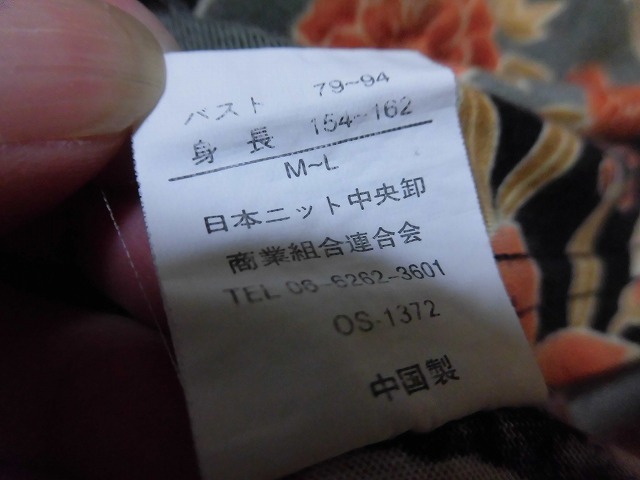 バスト 79~94
身長 154~162
M~L
日本ニット中央卸
商業組合連合会
TEL 06-6262-3601
OS-1372
中国製